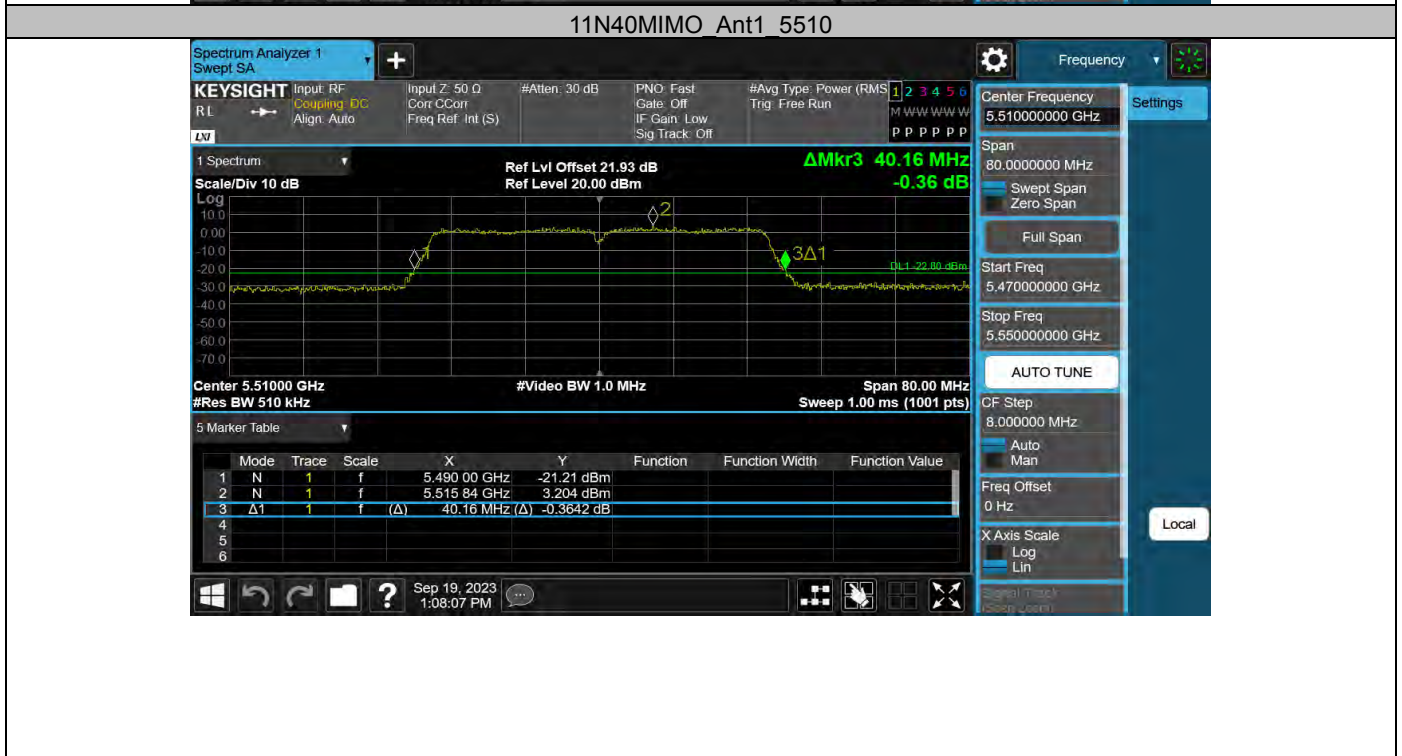 11N40MIMO_Ant1_5510
Spectrum Analyzer 1
Swept SA
+
Frequency
KEYSIGHT
RL
LXI
Input: RF
Coupling: DC
Align: Auto
Input Z: 50 Ω
Corr CCorr
Freq Ref: Int (S)
#Atten: 30 dB
PNO: Fast
Gate: Off
IF Gain: Low
Sig Track: Off
#Avg Type: Power (RMS
Trig: Free Run
1 2 3 4 5 6
M W W W W W
P P P P P P
1 Spectrum
Scale/Div 10 dB
Ref Lvl Offset 21.93 dB
Ref Level 20.00 dBm
ΔMkr3 40.16 MHz
-0.36 dB
Log
10.0
0.00
-10.0
-20.0
-30.0
-40.0
-50.0
-60.0
-70.0
1
2
3Δ1
DL1 -22.80 dBm
Center 5.51000 GHz
#Video BW 1.0 MHz
Span 80.00 MHz
#Res BW 510 kHz
Sweep 1.00 ms (1001 pts)
5 Marker Table
Mode Trace Scale X Y Function Function Width Function Value
1 N 1 f 5.490 00 GHz -21.21 dBm
2 N 1 f 5.515 84 GHz 3.204 dBm
3 Δ1 1 f (Δ) 40.16 MHz (Δ) -0.3642 dB
4
5
6
?
Sep 19, 2023
1:08:07 PM
Center Frequency
5.510000000 GHz
Span
80.0000000 MHz
Swept Span
Zero Span
Full Span
Start Freq
5.470000000 GHz
Stop Freq
5.550000000 GHz
AUTO TUNE
CF Step
8.000000 MHz
Auto
Man
Freq Offset
0 Hz
X Axis Scale
Log
Lin
Signal Track
(Span Zoom)
Settings
Local